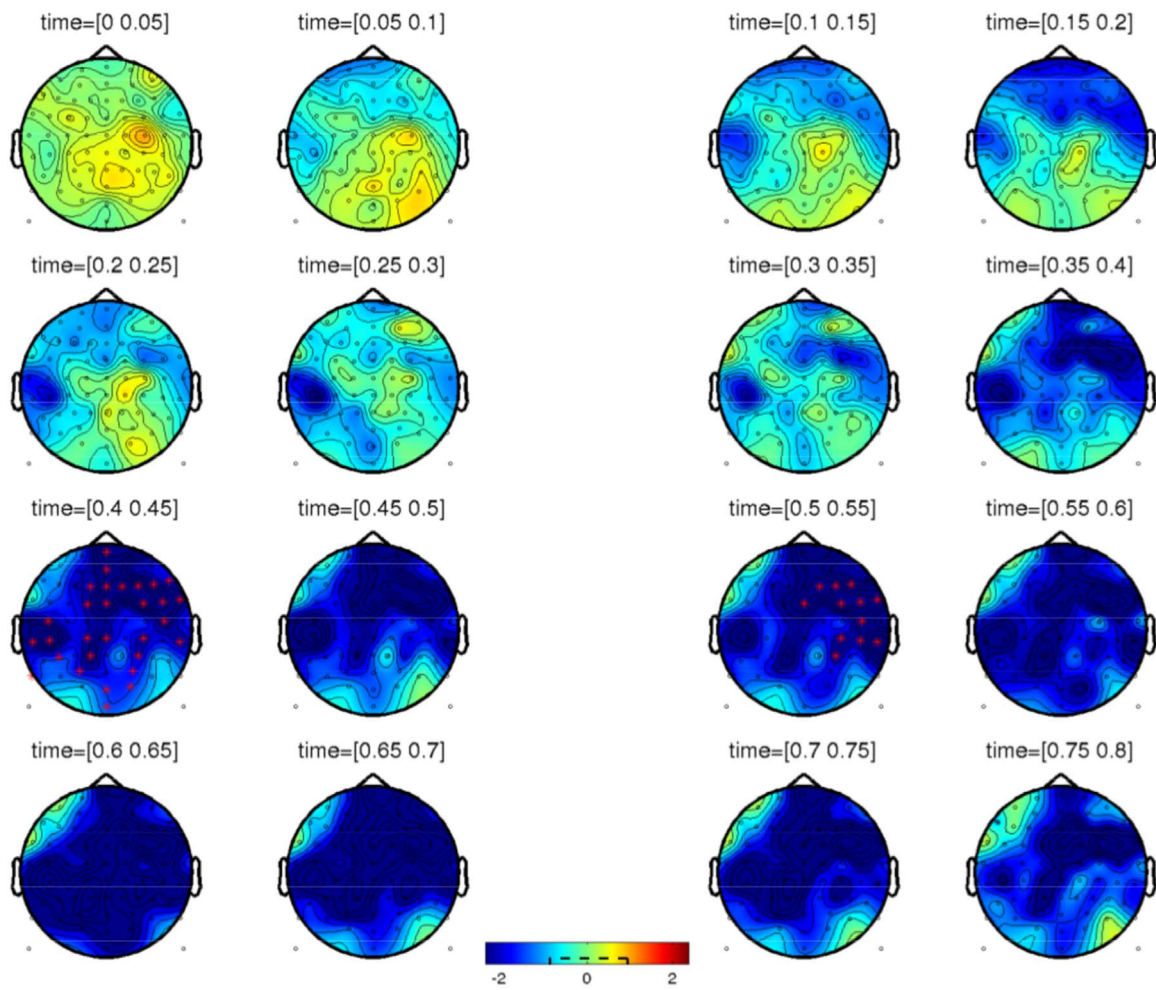 time=[0 0.05] time=[0.05 0.1] time=[0.1 0.15] time=[0.15 0.2]
time=[0.2 0.25] time=[0.25 0.3] time=[0.3 0.35] time=[0.35 0.4]
time=[0.4 0.45] time=[0.45 0.5] time=[0.5 0.55] time=[0.55 0.6]
time=[0.6 0.65] time=[0.65 0.7] time=[0.7 0.75] time=[0.75 0.8]
-2 0 2